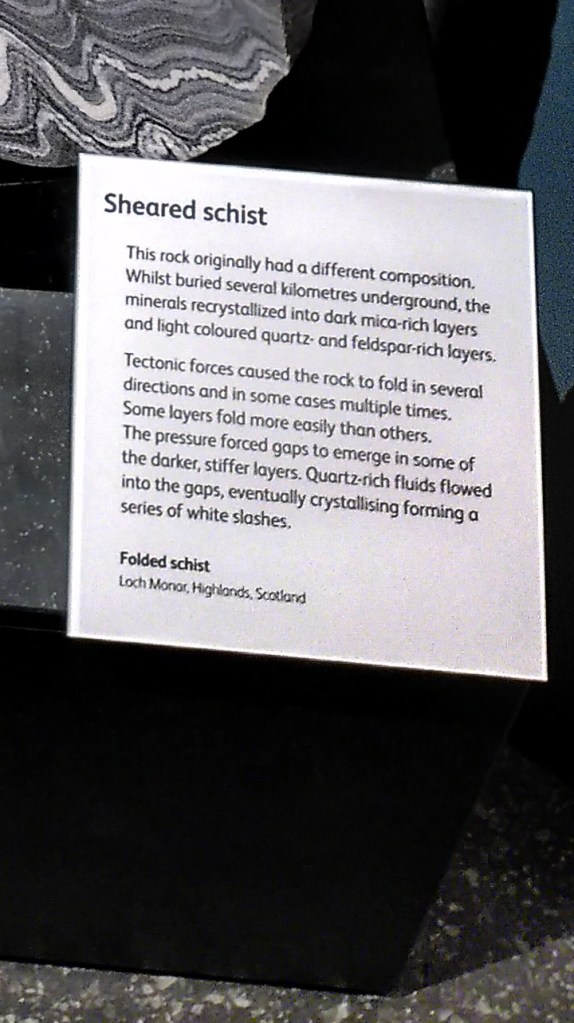 Sheared schist
This rock originally had a different composition.
Whilst buried several kilometres underground, the
minerals recrystallized into dark mica-rich layers
and light coloured quartz- and feldspar-rich layers.
Tectonic forces caused the rock to fold in several
directions and in some cases multiple times.
Some layers fold more easily than others.
The pressure forced gaps to emerge in some of
the darker, stiffer layers. Quartz-rich fluids flowed
into the gaps, eventually crystallising forming a
series of white slashes.
Folded schist
Loch Monar, Highlands, Scotland